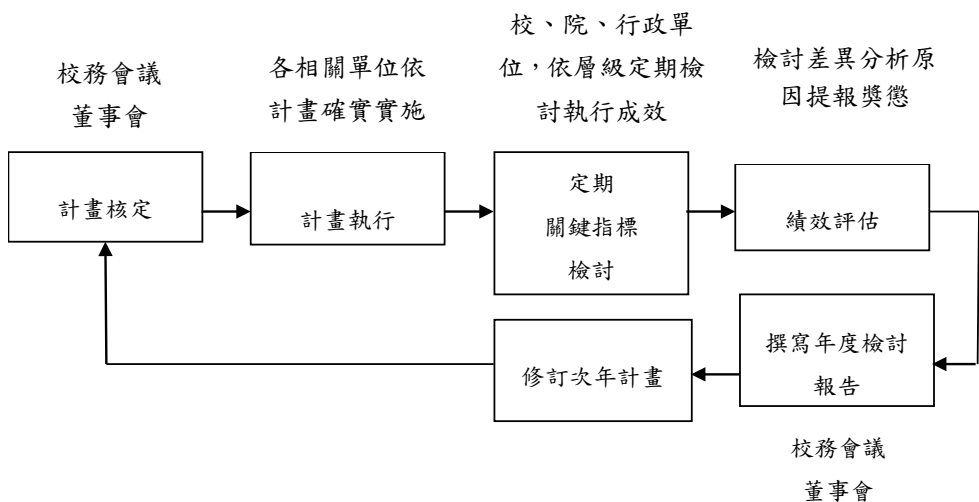 校務會議
董事會
各相關單位依
計畫確實實施
校、院、行政單
位，依層級定期檢
討執行成效
檢討差異分析原
因提報獎懲
計畫核定
計畫執行
定期
關鍵指標
檢討
績效評估
撰寫年度檢討
報告
修訂次年計畫
校務會議
董事會